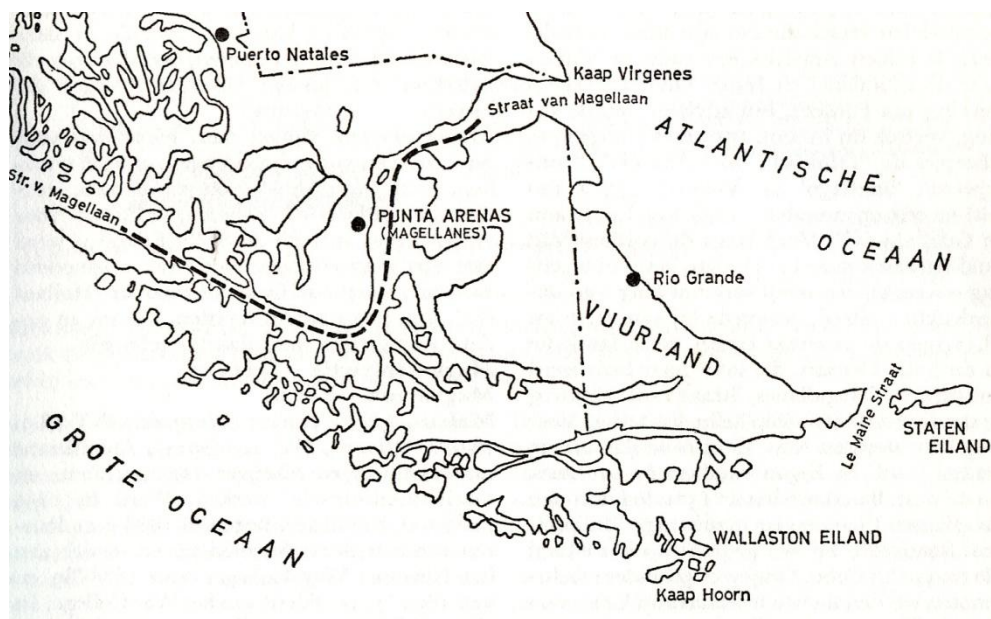 Puerto Natales
Kaap Virgenes
Straat van Magellaan
ATLANTISCHE
OCEAAN
Str. v. Magellaan
PUNTA ARENAS
(MAGELLANES)
Rio Grande
VUURLAND
Le Maire Straat
STATEN
EILAND
GROTE
OCEAAN
WALLASTON EILAND
Kaap Hoorn